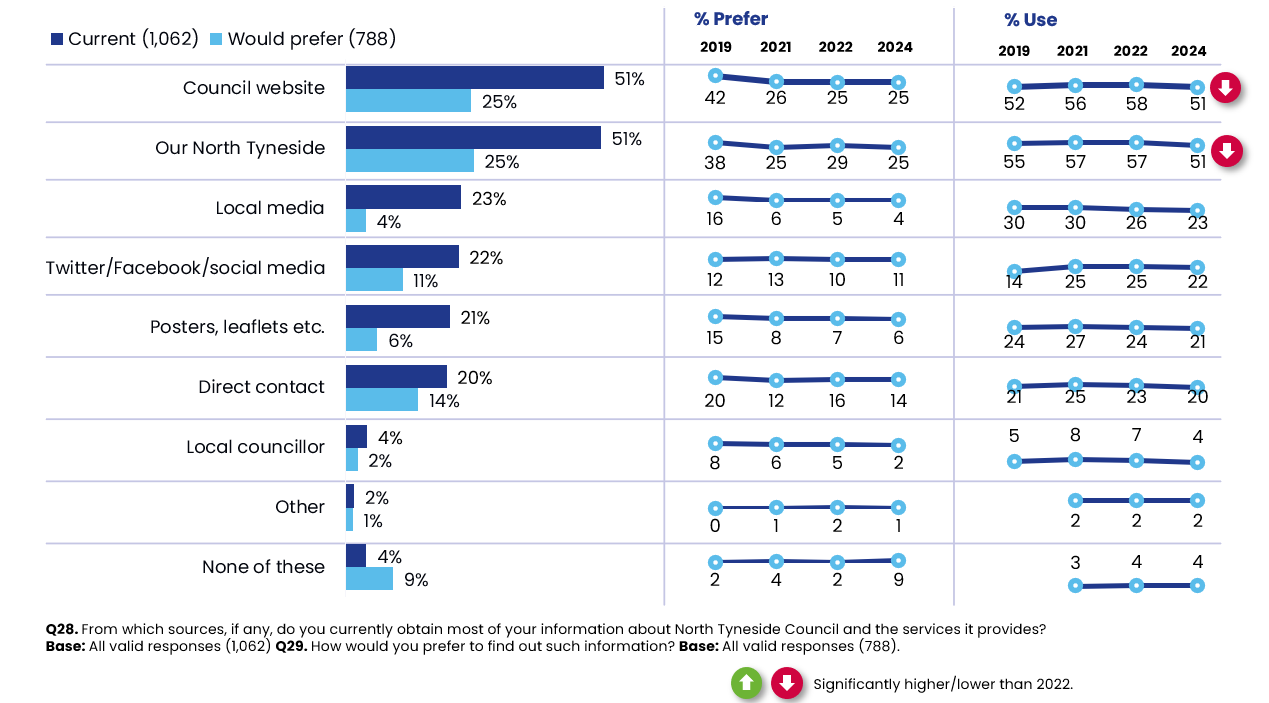 % Prefer
% Use
Current (1,062) Would prefer (788)
2019 2021 2022 2024
2019 2021 2022 2024
Council website
51%
25%
42 26 25 25
52 56 58 51
Our North Tyneside
51%
25%
38 25 29 25
55 57 57 51
Local media
23%
4%
16 6 5 4
30 30 26 23
Twitter/Facebook/social media
22%
11%
12 13 10 11
14 25 25 22
Posters, leaflets etc.
21%
6%
15 8 7 6
24 27 24 21
Direct contact
20%
14%
20 12 16 14
21 25 23 20
Local councillor
4%
2%
8 6 5 2
5 8 7 4
Other
2%
1%
0 1 2 1
2 2 2
None of these
4%
9%
2 4 2 9
3 4 4
Q28. From which sources, if any, do you currently obtain most of your information about North Tyneside Council and the services it provides?
Base: All valid responses (1,062) Q29. How would you prefer to find out such information? Base: All valid responses (788).
Significantly higher/lower than 2022.